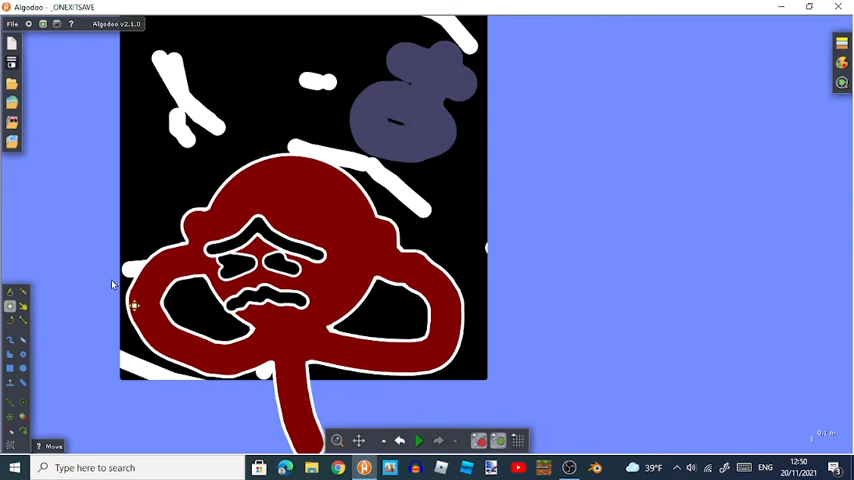 Algodoo - _ONEXITSAVE
File
?
Algodoo v2.1.0
? Move
0.1 m
Type here to search
39°F
ENG
12:50
20/11/2021
3